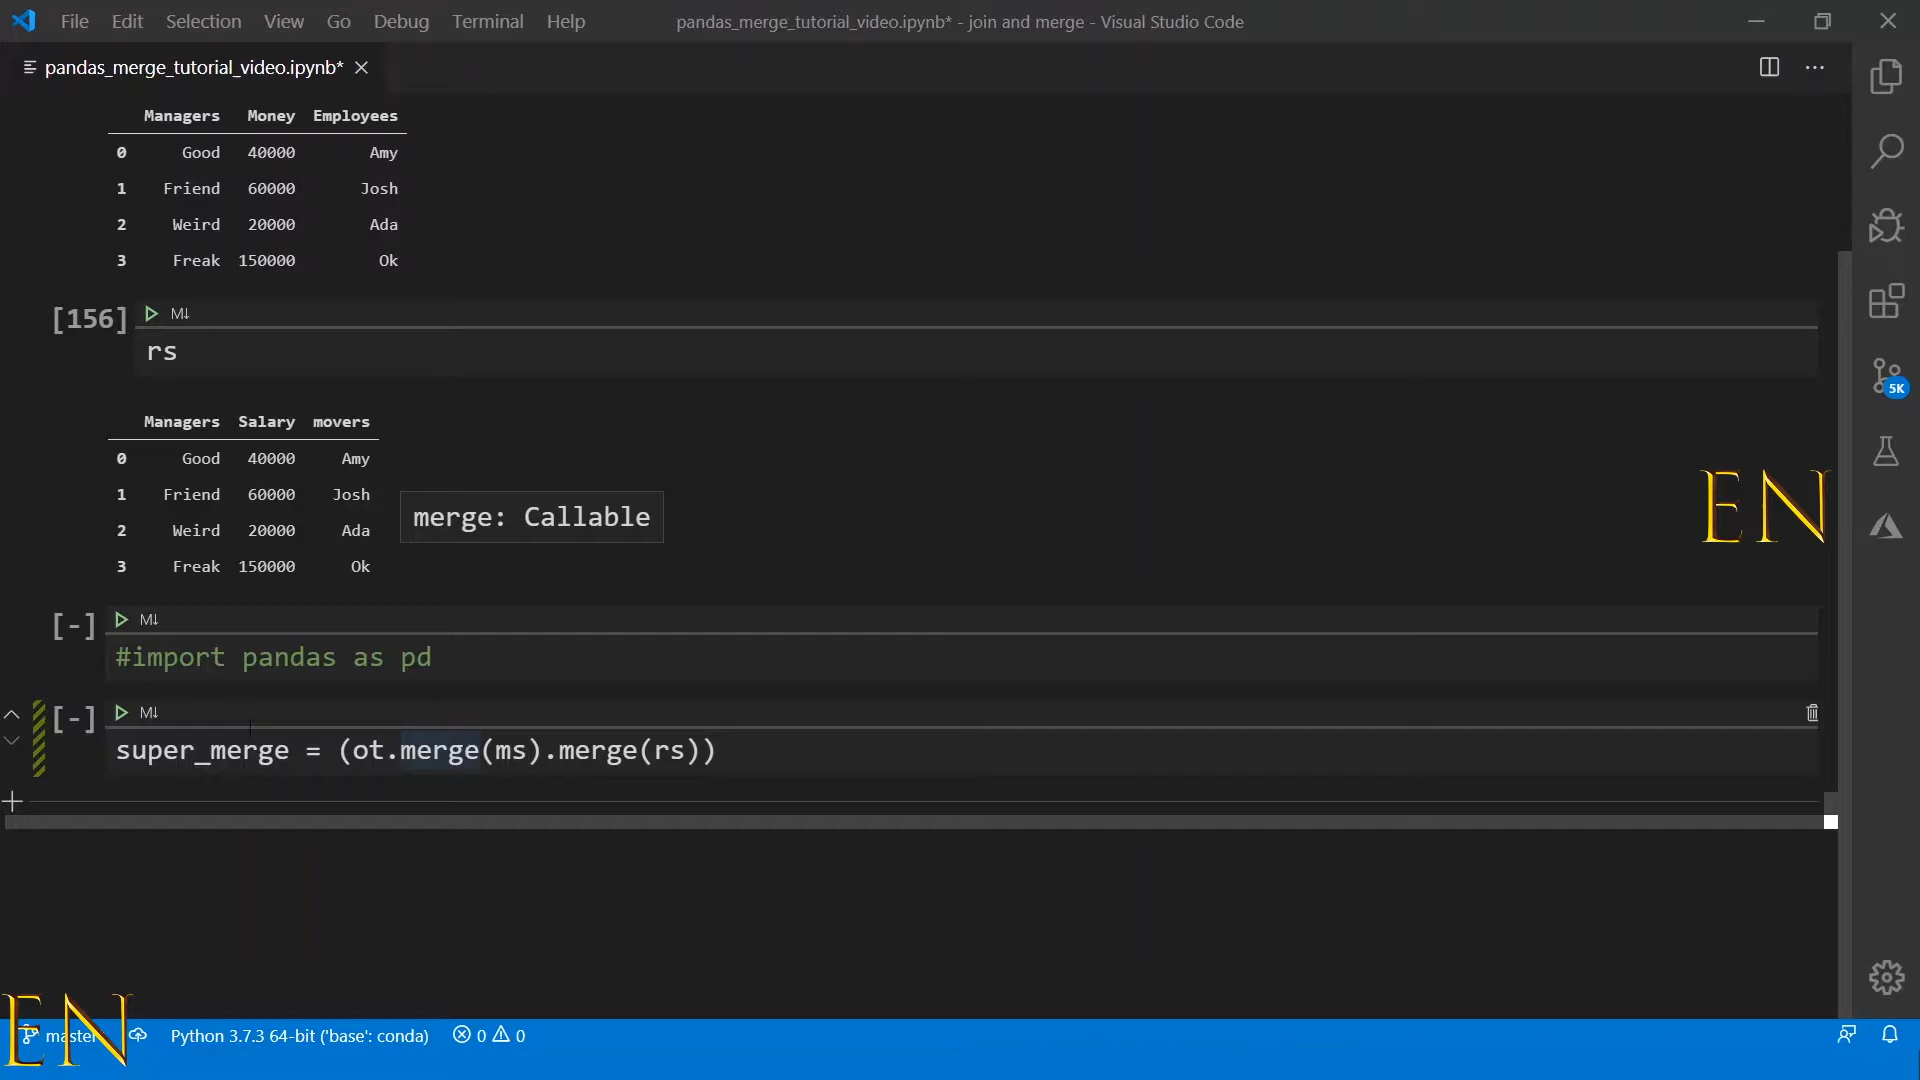 File Edit Selection View Go Debug Terminal Help pandas_merge_tutorial_video.ipynb* - join and merge - Visual Studio Code
pandas_merge_tutorial_video.ipynb*
Managers Money Employees
0 Good 40000 Amy
1 Friend 60000 Josh
2 Weird 20000 Ada
3 Freak 150000 Ok
[156] M↓
rs
Managers Salary movers
0 Good 40000 Amy
1 Friend 60000 Josh
2 Weird 20000 Ada
3 Freak 150000 Ok
merge: Callable
EN
5K
[-] M↓
#import pandas as pd
[-] M↓
super_merge = (ot.merge(ms).merge(rs))
EN
master Python 3.7.3 64-bit ('base': conda) 0 0